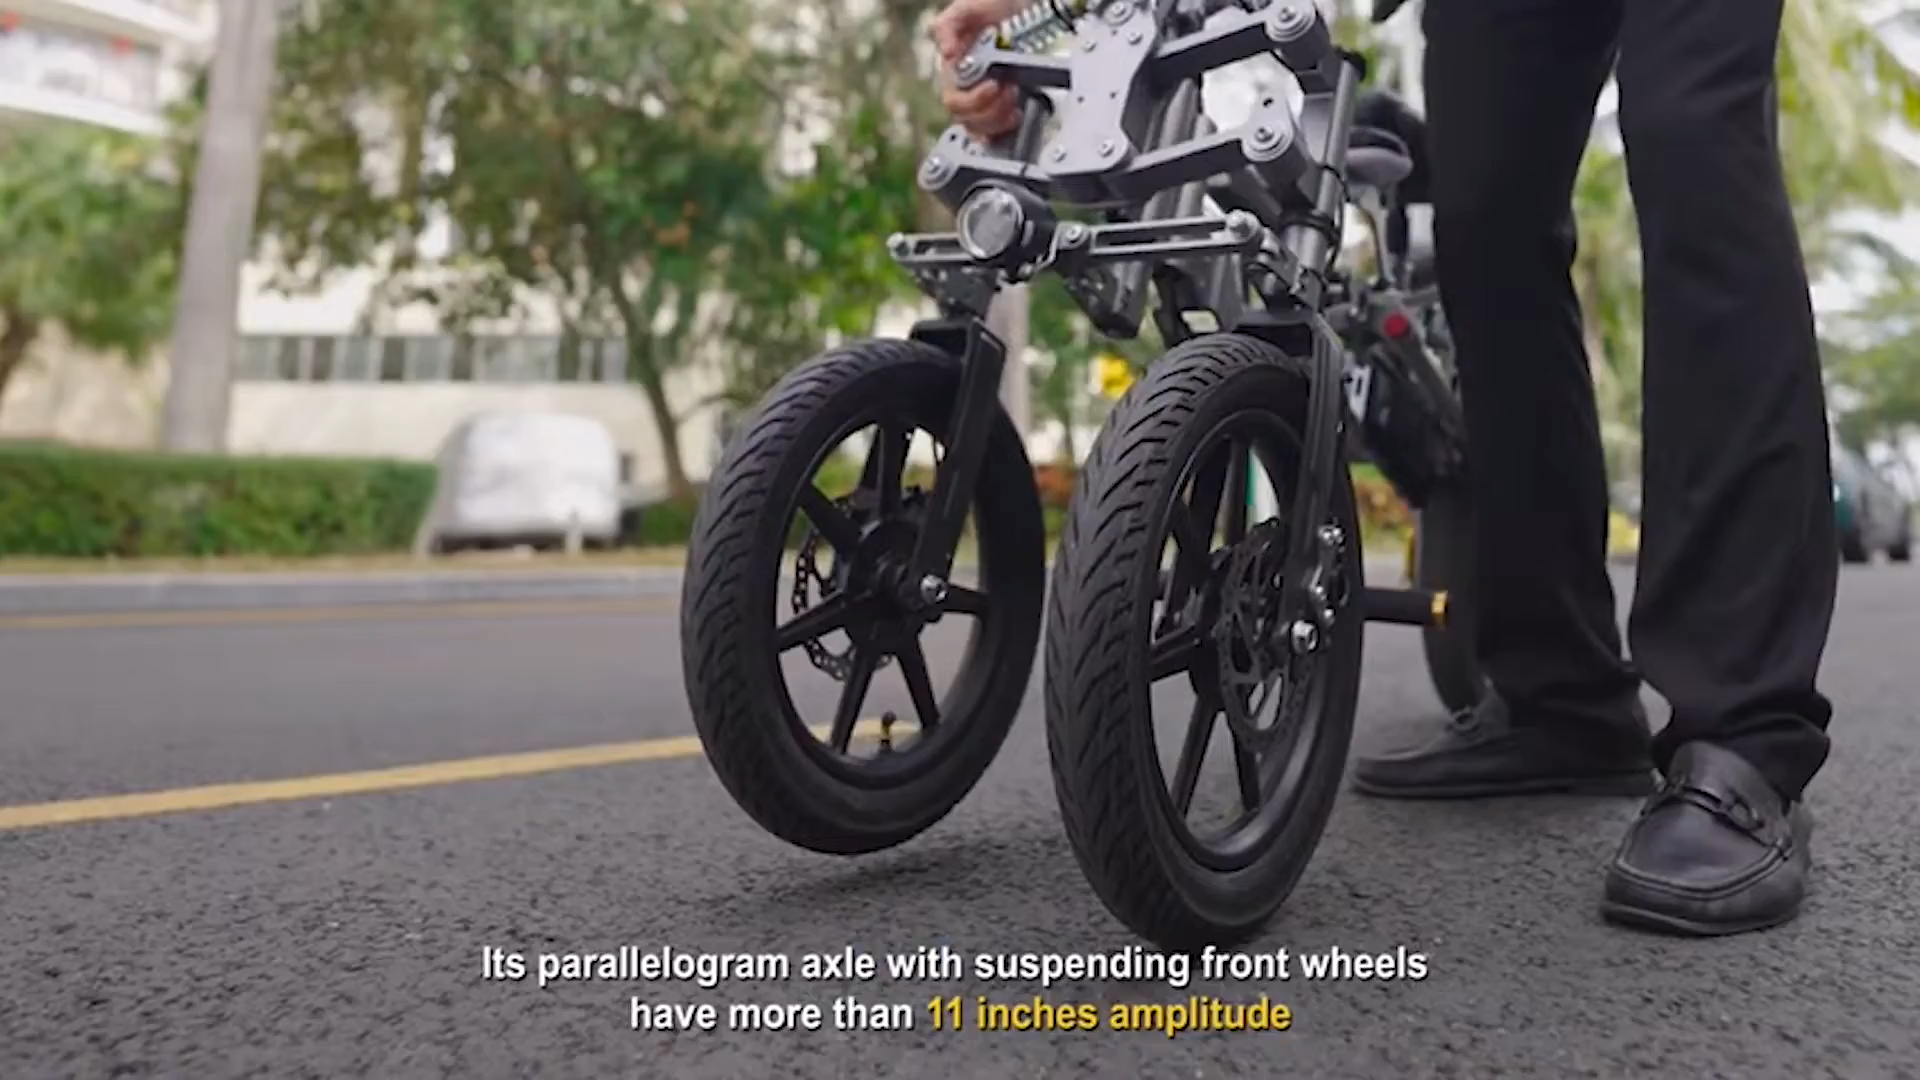 Its parallelogram axle with suspending front wheels
have more than 11 inches amplitude